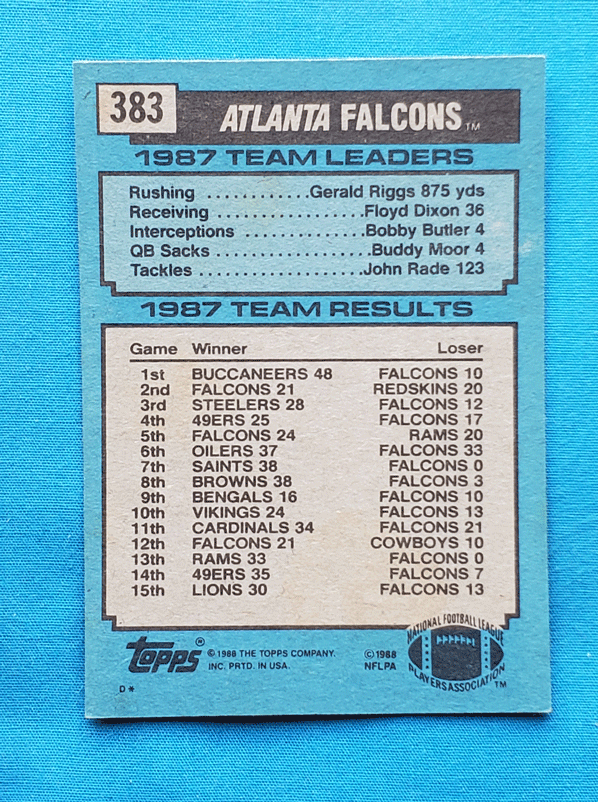 383
ATLANTA FALCONS™
1987 TEAM LEADERS
Rushing ............Gerald Riggs 875 yds
Receiving .................Floyd Dixon 36
Interceptions ...............Bobby Butler 4
QB Sacks ..................Buddy Moor 4
Tackles ...................John Rade 123
1987 TEAM RESULTS
Game Winner Loser
1st BUCCANEERS 48 FALCONS 10
2nd FALCONS 21 REDSKINS 20
3rd STEELERS 28 FALCONS 12
4th 49ERS 25 FALCONS 17
5th FALCONS 24 RAMS 20
6th OILERS 37 FALCONS 33
7th SAINTS 38 FALCONS 0
8th BROWNS 38 FALCONS 3
9th BENGALS 16 FALCONS 10
10th VIKINGS 24 FALCONS 13
11th CARDINALS 34 FALCONS 21
12th FALCONS 21 COWBOYS 10
13th RAMS 33 FALCONS 0
14th 49ERS 35 FALCONS 7
15th LIONS 30 FALCONS 13
topps®
© 1988 THE TOPPS COMPANY.
INC. PRTD. IN USA.
© 1988
NFLPA
NATIONAL FOOTBALL LEAGUE
PLAYERS ASSOCIATION™
D*